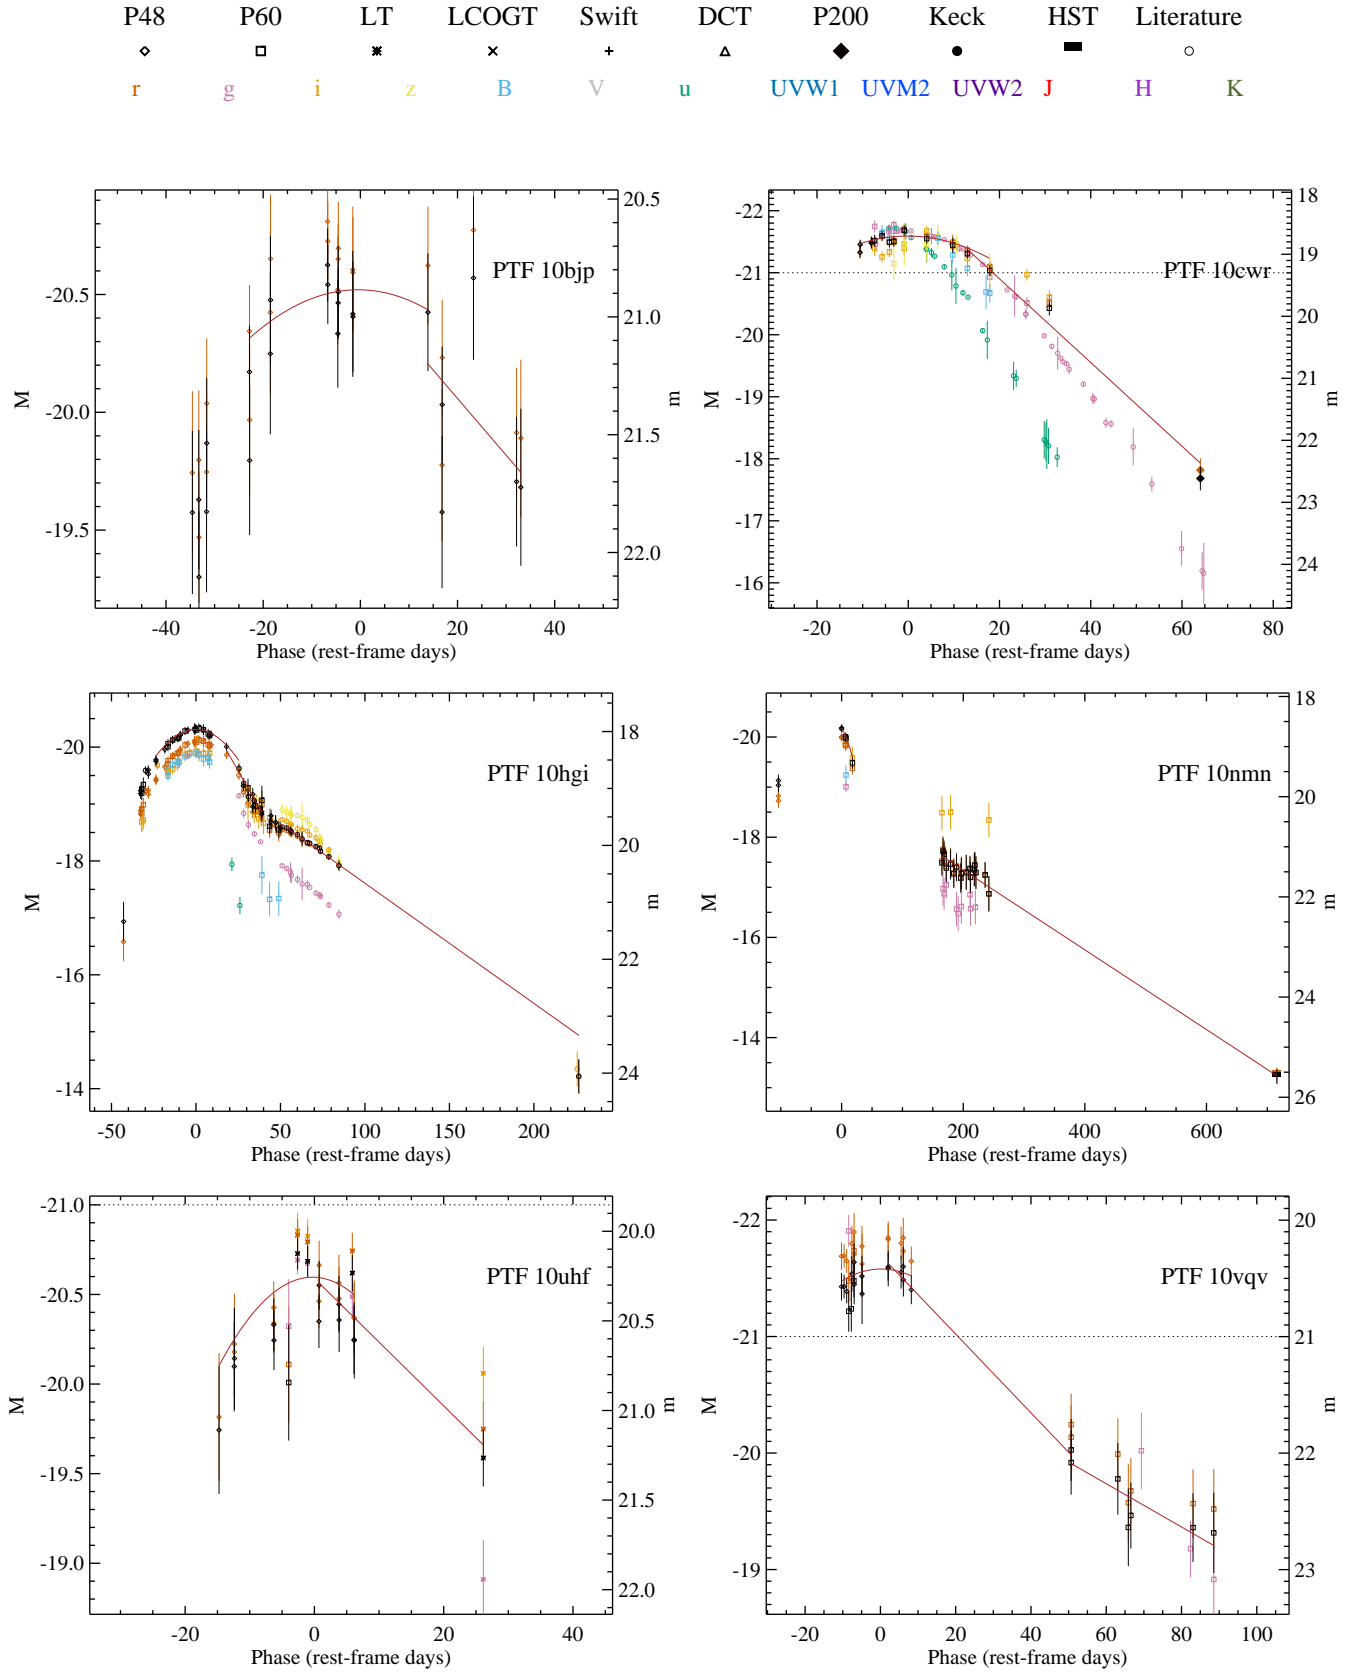 P48 P60 LT LCOGT Swift DCT P200 Keck HST Literature
r g i z B V u UVW1 UVM2 UVW2 J H K
PTF 10bjp
-20.5
-20.0
-19.5
20.5
21.0
21.5
22.0
M
m
-40 -20 0 20 40
Phase (rest-frame days)
PTF 10cwr
-22
-21
-20
-19
-18
-17
-16
18
19
20
21
22
23
24
M
m
-20 0 20 40 60 80
Phase (rest-frame days)
PTF 10hgi
-20
-18
-16
-14
18
20
22
24
M
m
-50 0 50 100 150 200
Phase (rest-frame days)
PTF 10nmn
-20
-18
-16
-14
18
20
22
24
26
M
m
0 200 400 600
Phase (rest-frame days)
PTF 10uhf
-21.0
-20.5
-20.0
-19.5
-19.0
20.0
20.5
21.0
21.5
22.0
M
m
-20 0 20 40
Phase (rest-frame days)
PTF 10vqv
-22
-21
-20
-19
20
21
22
23
M
m
-20 0 20 40 60 80 100
Phase (rest-frame days)